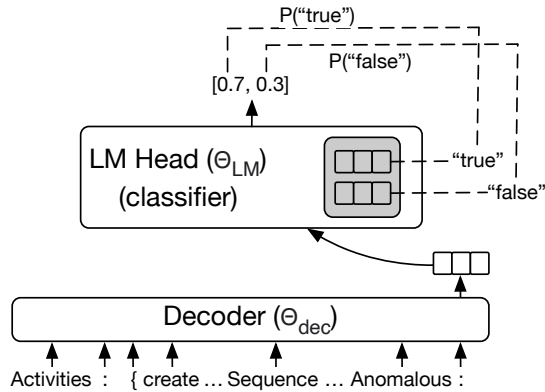 P(“true”)
P(“false”)
[0.7, 0.3]
LM Head (Θ_LM)
(classifier)
“true”
“false”
Decoder (Θ_dec)
Activities : { create … Sequence … Anomalous :